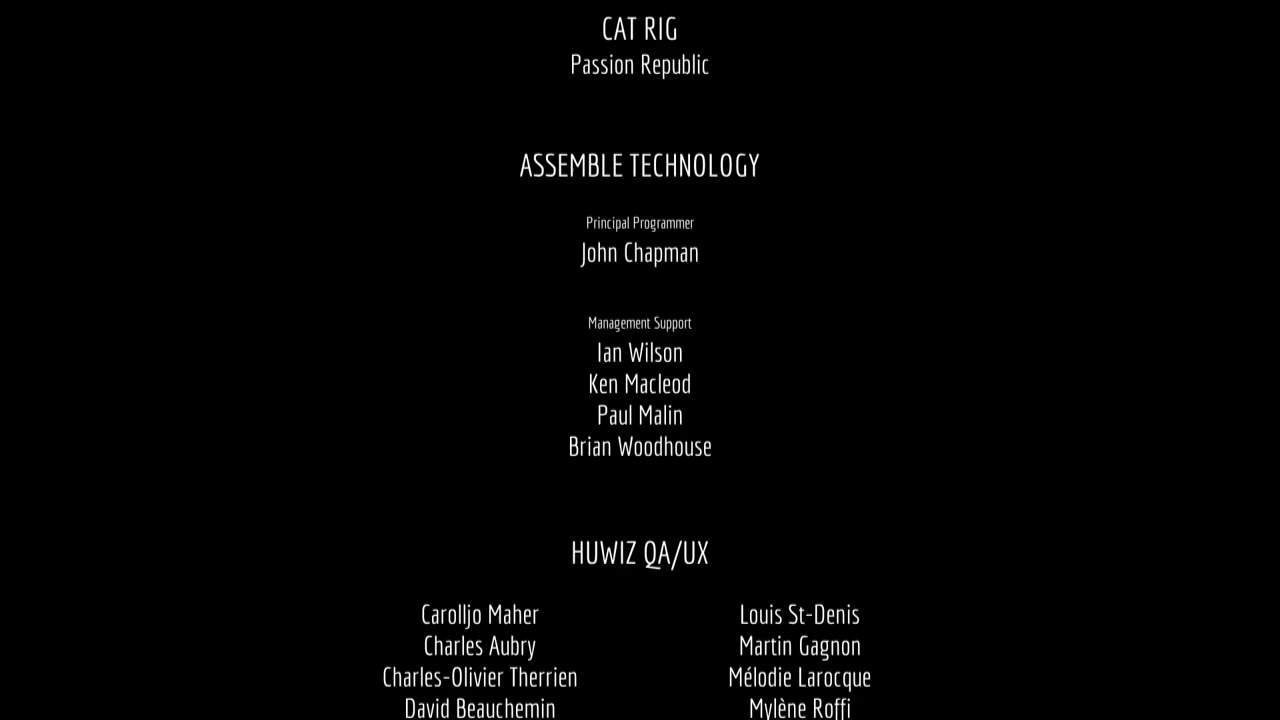 CAT RIG
Passion Republic
ASSEMBLE TECHNOLOGY
Principal Programmer
John Chapman
Management Support
Ian Wilson
Ken Macleod
Paul Malin
Brian Woodhouse
HUWIZ QA/UX
Carolljo Maher
Charles Aubry
Charles-Olivier Therrien
David Beauchemin
Louis St-Denis
Martin Gagnon
Mélodie Larocque
Mylène Roffi